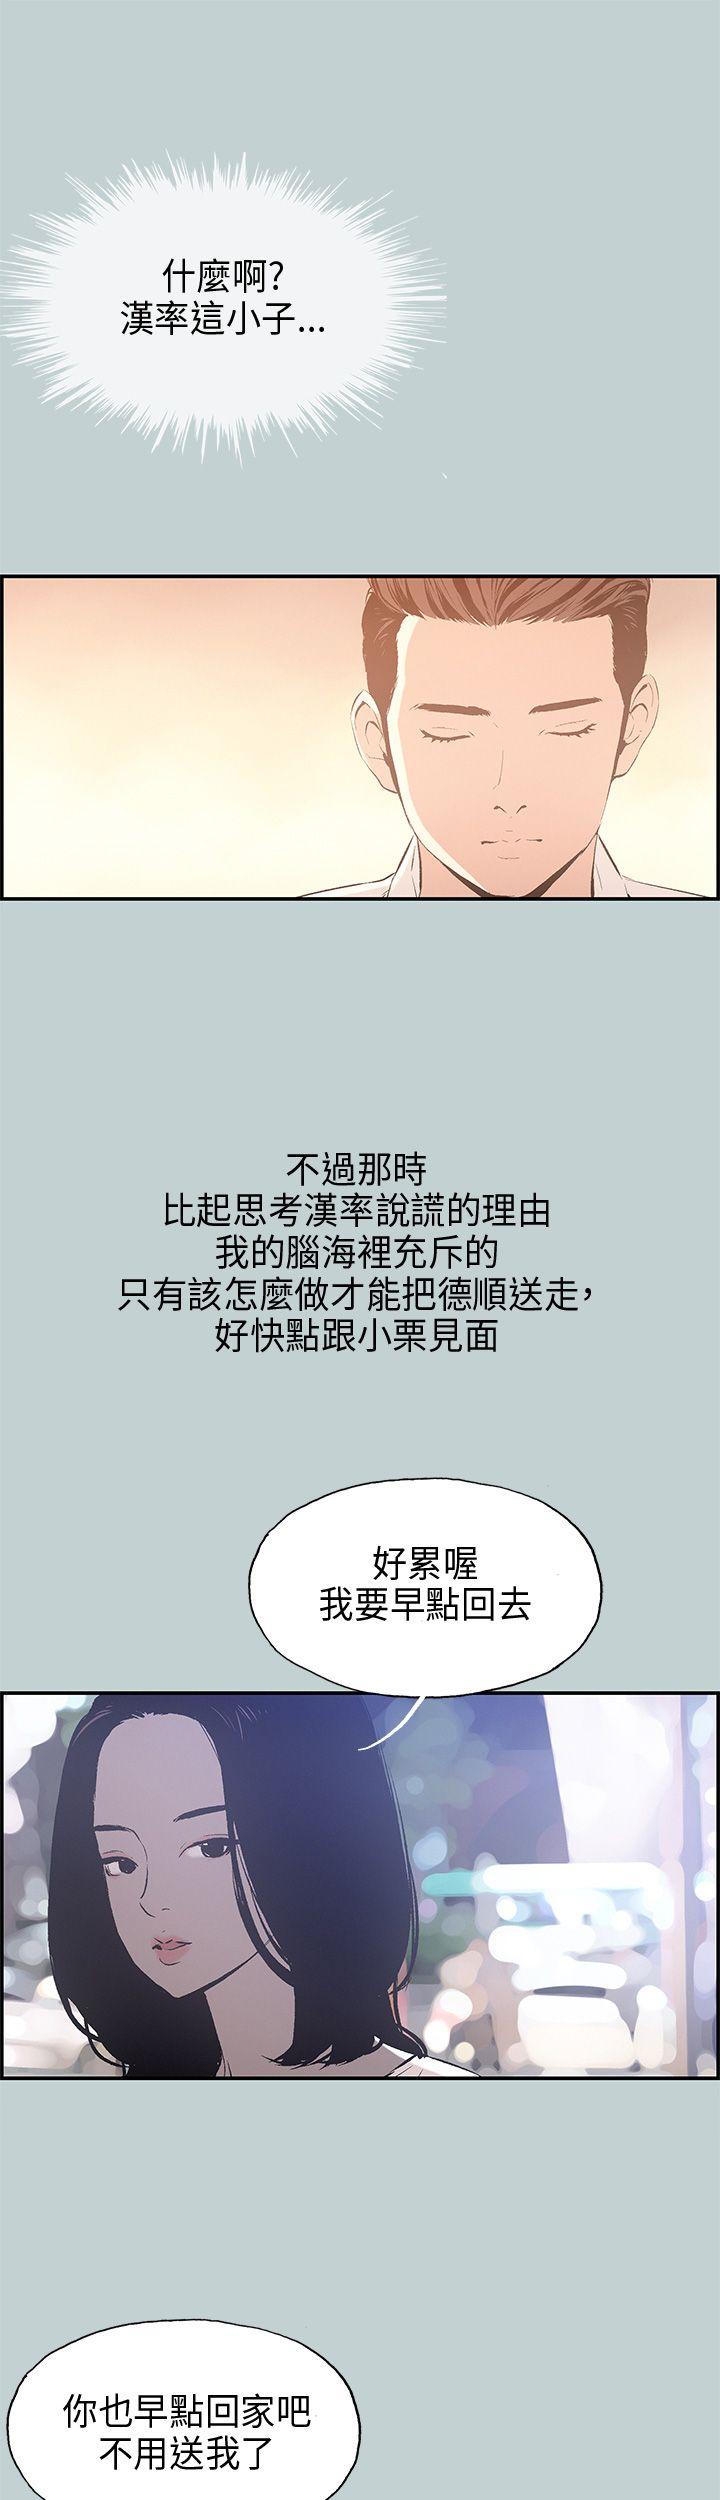 什麼啊?
漢率這小子...
不過那時
比起思考漢率說謊的理由
我的腦海裡充斥的
只有該怎麼做才能把德順送走，
好快點跟小栗見面
好累喔
我要早點回去
你也早點回家吧
不用送我了